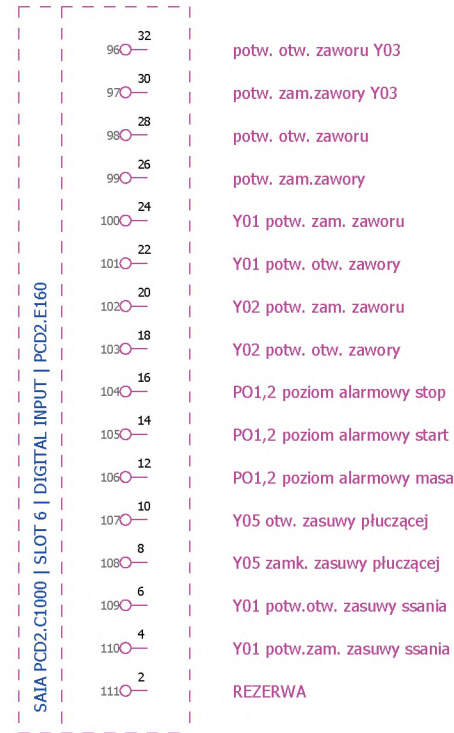 SAIA PCD2.C1000 | SLOT 6 | DIGITAL INPUT | PCD2.E160
96 32 potw. otw. zaworu Y03
97 30 potw. zam.zawory Y03
98 28 potw. otw. zaworu
99 26 potw. zam.zawory
100 24 Y01 potw. zam. zaworu
101 22 Y01 potw. otw. zawory
102 20 Y02 potw. zam. zaworu
103 18 Y02 potw. otw. zawory
104 16 PO1,2 poziom alarmowy stop
105 14 PO1,2 poziom alarmowy start
106 12 PO1,2 poziom alarmowy masa
107 10 Y05 otw. zasuwy płuczącej
108 8 Y05 zamk. zasuwy płuczącej
109 6 Y01 potw.otw. zasuwy ssania
110 4 Y01 potw.zam. zasuwy ssania
111 2 REZERWA